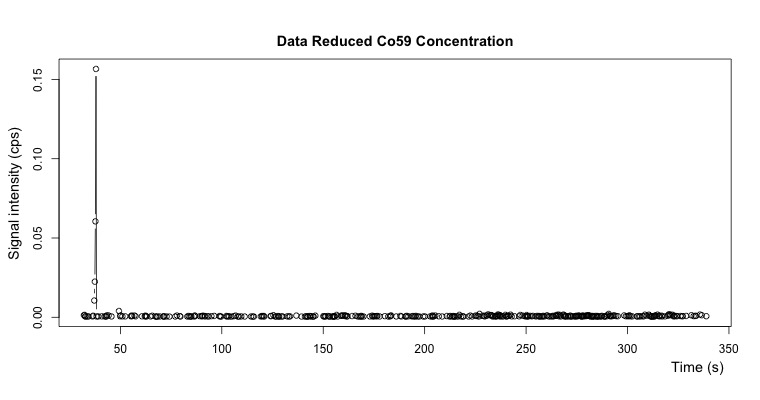 Data Reduced Co59 Concentration
Signal intensity (cps)
0.15
0.10
0.05
0.00
50 100 150 200 250 300 350
Time (s)